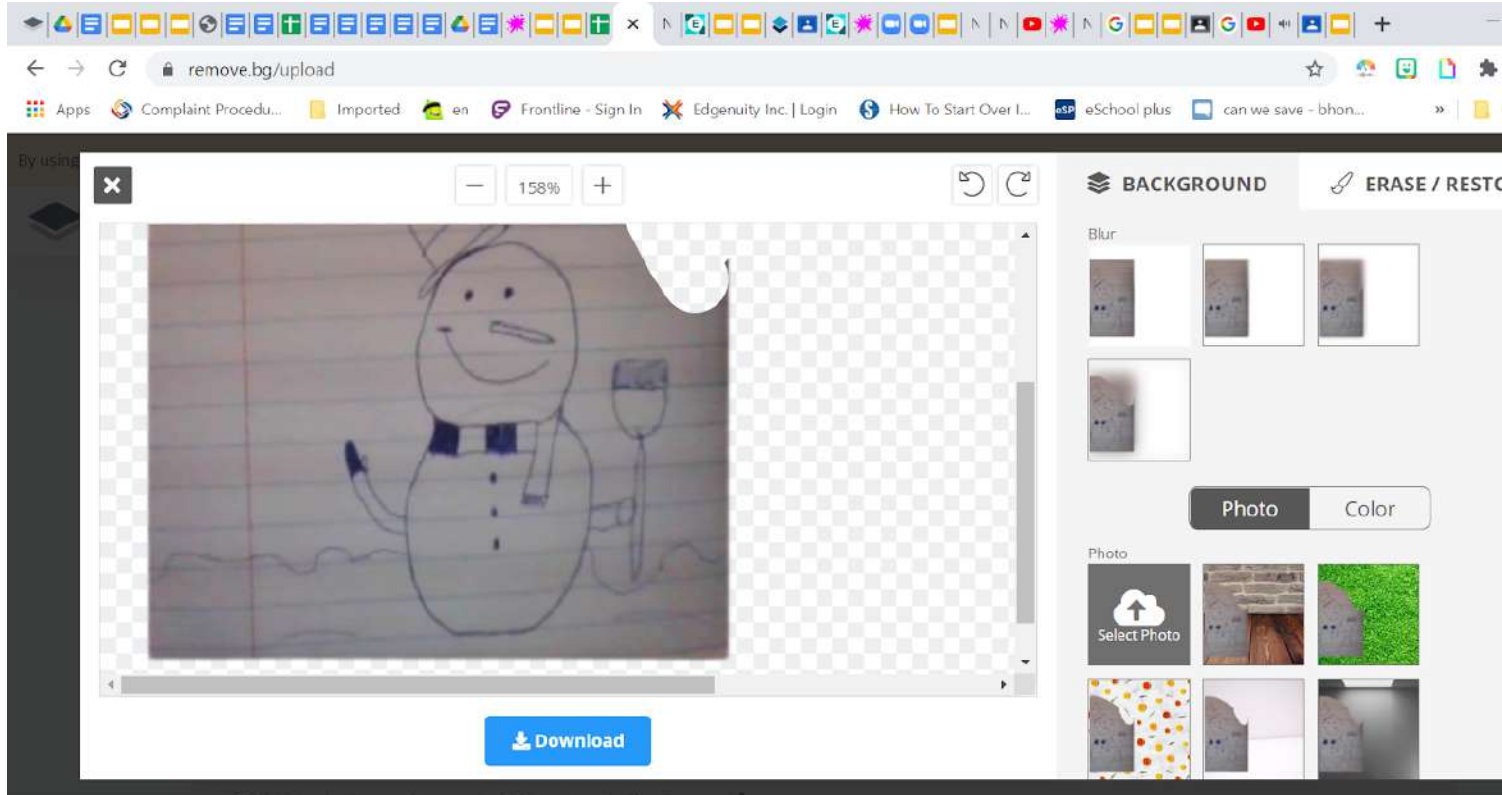 remove.bg/upload
Apps Complaint Procedu... Imported en Frontline - Sign In Edgenuity Inc. | Login How To Start Over I... eSchool plus can we save - bhon... »
By using
158%
BACKGROUND ERASE / RESTO
Blur
Photo Color
Photo
Select Photo
Download